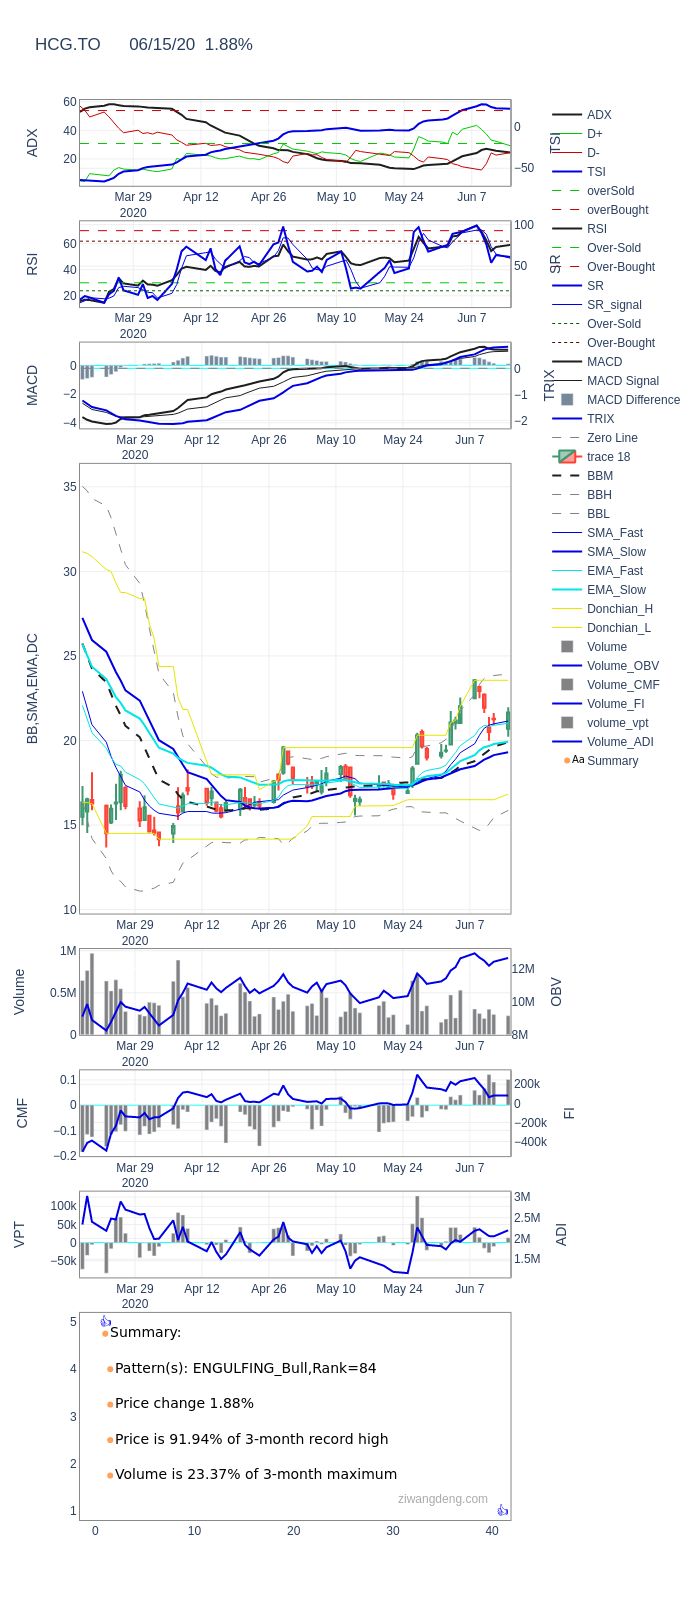 HCG.TO 06/15/20 1.88%
ADX
60
40
20
0
−50
TSI
Mar 29 Apr 12 Apr 26 May 10 May 24 Jun 7
2020
RSI
60
40
20
100
50
SR
Mar 29 Apr 12 Apr 26 May 10 May 24 Jun 7
2020
MACD
0
−2
−4
0
−1
−2
TRIX
Mar 29 Apr 12 Apr 26 May 10 May 24 Jun 7
2020
BB,SMA,EMA,DC
35
30
25
20
15
10
Mar 29 Apr 12 Apr 26 May 10 May 24 Jun 7
2020
Volume
1M
0.5M
0
12M
10M
8M
OBV
Mar 29 Apr 12 Apr 26 May 10 May 24 Jun 7
2020
CMF
0.1
0
−0.1
−0.2
200k
0
−200k
−400k
FI
Mar 29 Apr 12 Apr 26 May 10 May 24 Jun 7
2020
VPT
100k
50k
0
−50k
3M
2.5M
2M
1.5M
ADI
Mar 29 Apr 12 Apr 26 May 10 May 24 Jun 7
2020
5
4
3
2
1
👍
Summary:
Pattern(s): ENGULFING_Bull,Rank=84
Price change 1.88%
Price is 91.94% of 3-month record high
Volume is 23.37% of 3-month maximum
ziwangdeng.com
👍
0 10 20 30 40
ADX
D+
D-
TSI
overSold
overBought
RSI
Over-Sold
Over-Bought
SR
SR_signal
Over-Sold
Over-Bought
MACD
MACD Signal
MACD Difference
TRIX
Zero Line
trace 18
BBM
BBH
BBL
SMA_Fast
SMA_Slow
EMA_Fast
EMA_Slow
Donchian_H
Donchian_L
Volume
Volume_OBV
Volume_CMF
Volume_FI
volume_vpt
Volume_ADI
Aa Summary